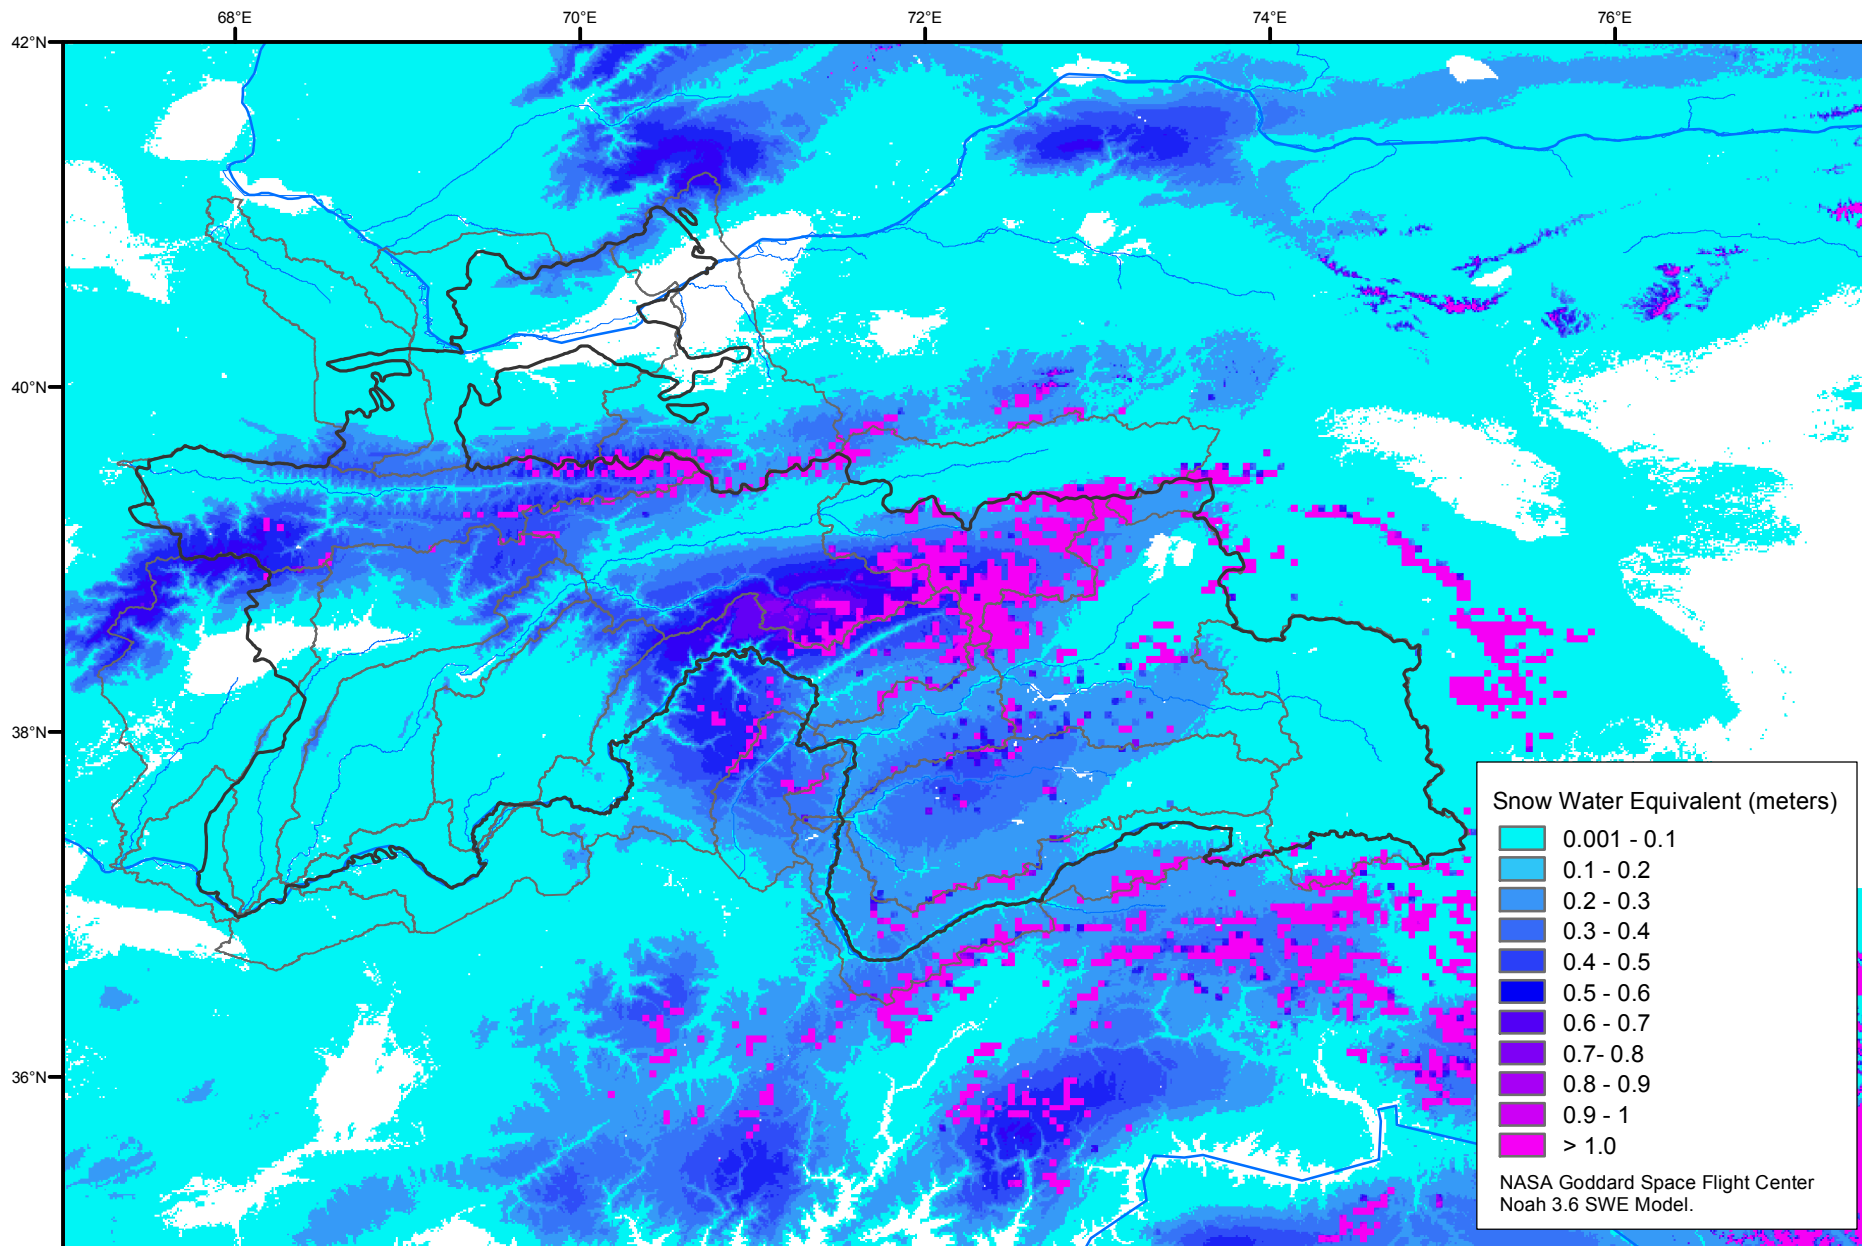 68°E 70°E 72°E 74°E 76°E
42°N
40°N
38°N
36°N
Snow Water Equivalent (meters)
0.001 - 0.1
0.1 - 0.2
0.2 - 0.3
0.3 - 0.4
0.4 - 0.5
0.5 - 0.6
0.6 - 0.7
0.7- 0.8
0.8 - 0.9
0.9 - 1
> 1.0
NASA Goddard Space Flight Center
Noah 3.6 SWE Model.